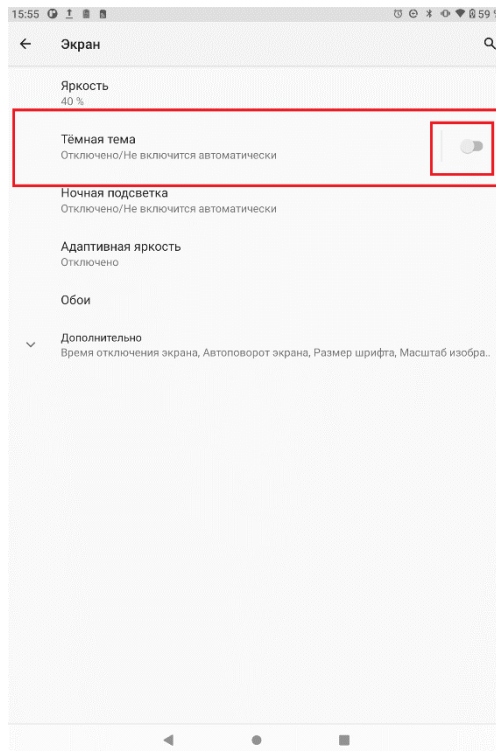 15:55 59 %
Экран
Яркость
40 %
Тёмная тема
Отключено/Не включится автоматически
Ночная подсветка
Отключено/Не включится автоматически
Адаптивная яркость
Отключено
Обои
Дополнительно
Время отключения экрана, Автоповорот экрана, Размер шрифта, Масштаб изобра..